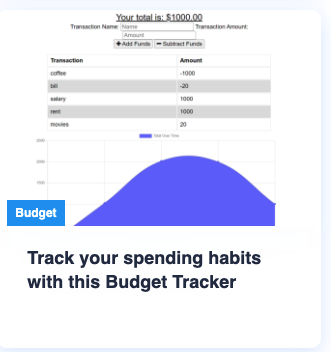 Your total is: $1000.00
Transaction Name: Name Transaction Amount:
Amount
+ Add Funds − Subtract Funds
Transaction Amount
coffee -1000
bill -20
salary 1000
rent 1000
movies 20
Total Over Time
2500
2000
1500
Budget
Track your spending habits
with this Budget Tracker